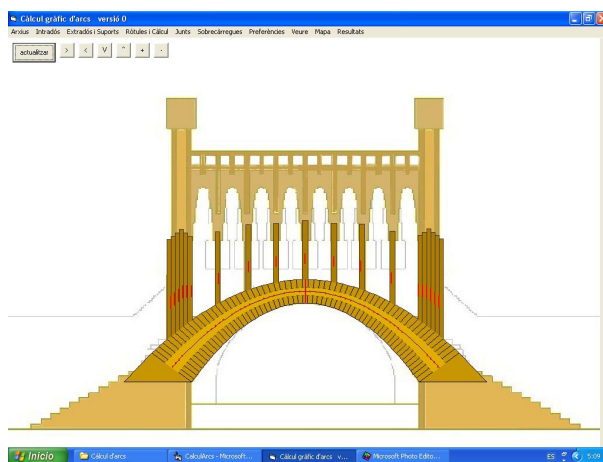 Càlcul gràfic d'arcs versió 0
Arxius Intradós Extradós i Suports Ròtules i Càlcul Junts Sobrecàrregues Preferències Veure Mapa Resultats
actualitzar > < V ^ + -
Inicio Càlcul d'arcs CalculArcs - Microsoft... Càlcul gràfic d'arcs v... Microsoft Photo Edito... ES 5:09